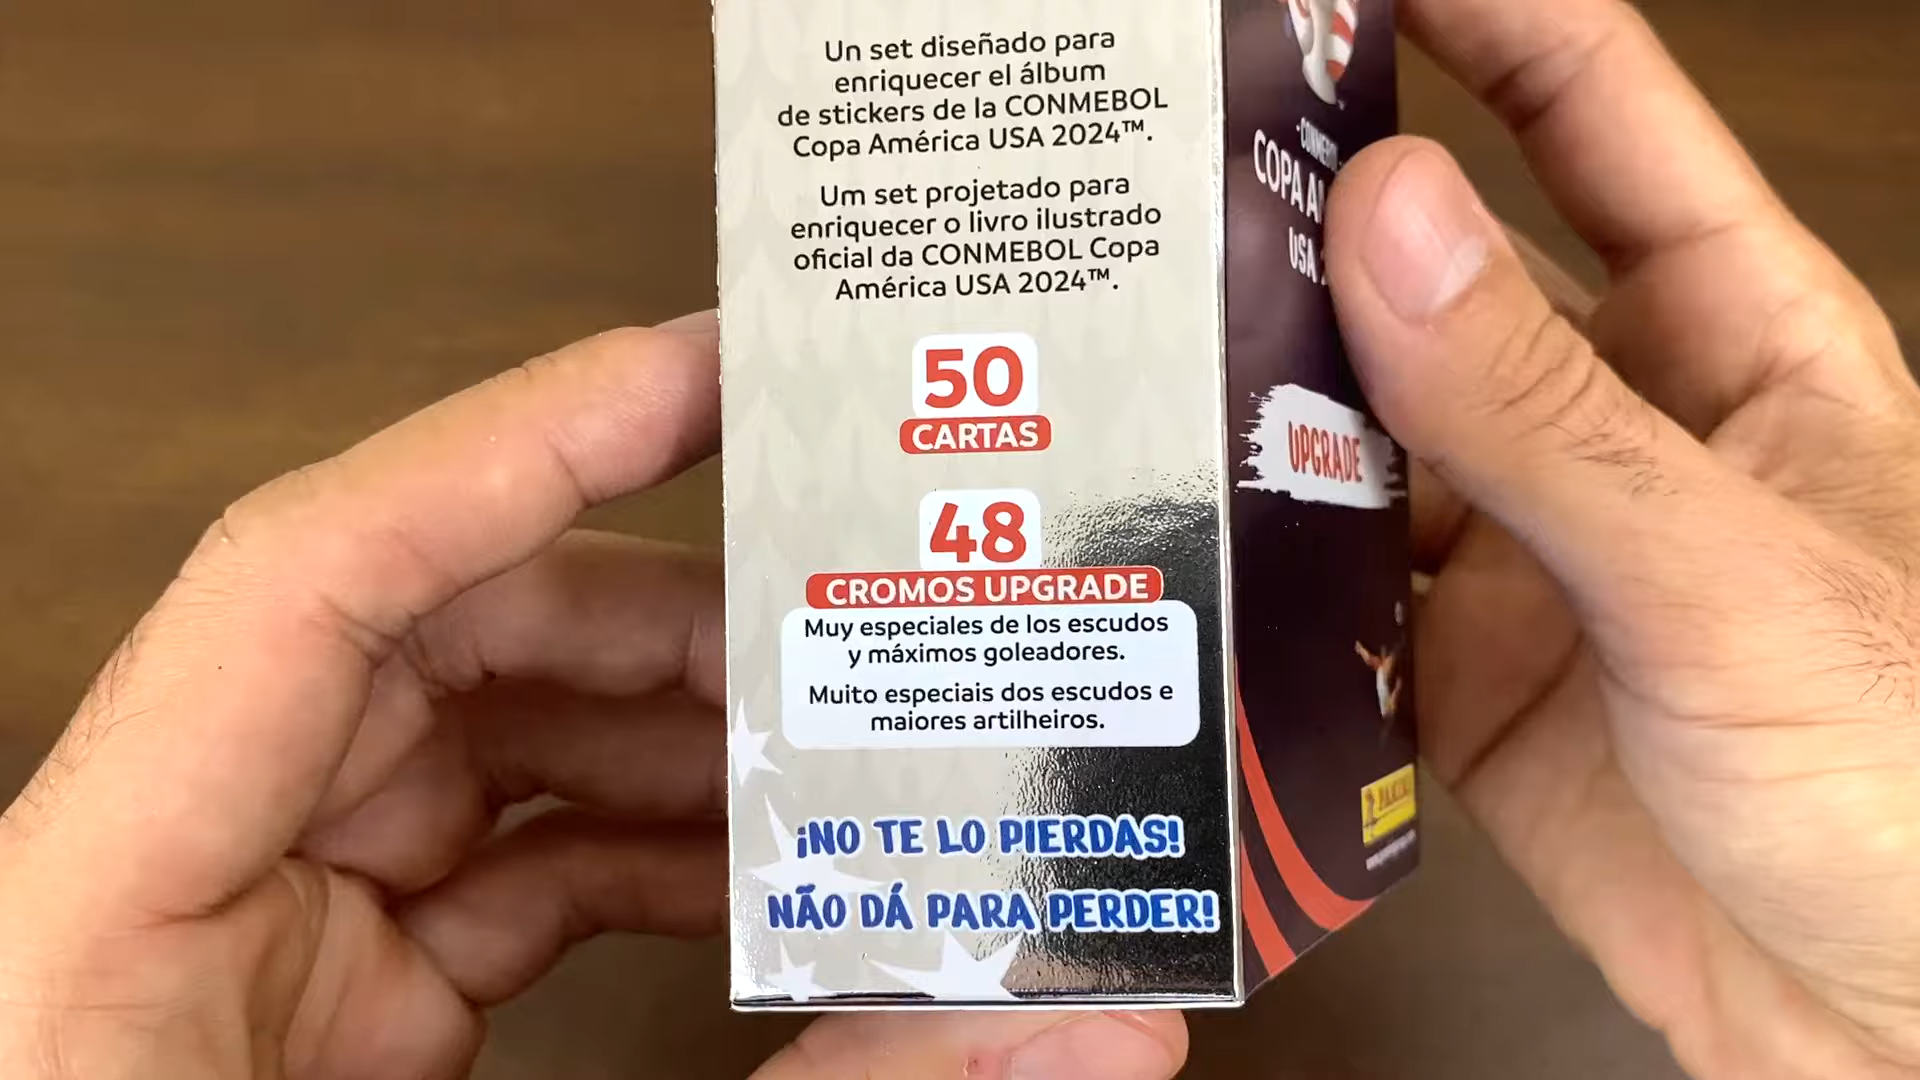 Un set diseñado para
enriquecer el álbum
de stickers de la CONMEBOL
Copa América USA 2024™.
Um set projetado para
enriquecer o livro ilustrado
oficial da CONMEBOL Copa
América USA 2024™.
50
CARTAS
48
CROMOS UPGRADE
Muy especiales de los escudos
y máximos goleadores.
Muito especiais dos escudos e
maiores artilheiros.
¡NO TE LO PIERDAS!
NÃO DÁ PARA PERDER!
COPA
USA
UPGRADE
PANINI